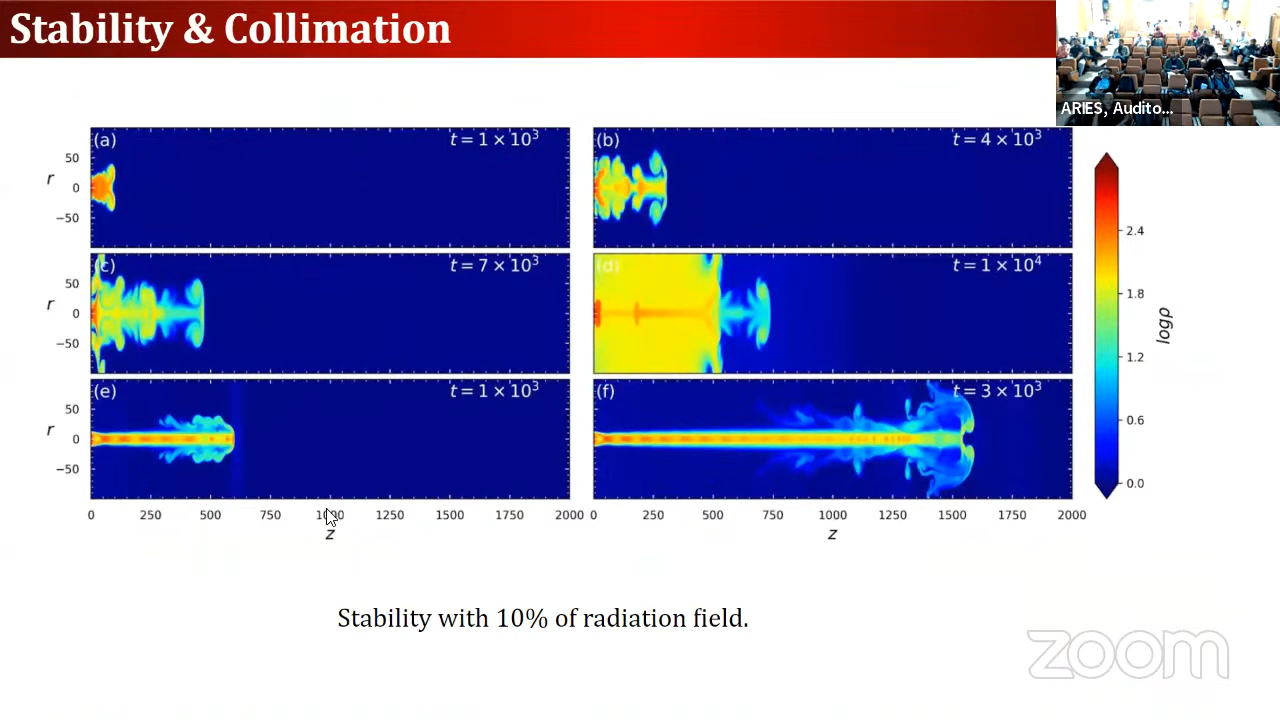 Stability & Collimation
ARIES, Audito...
(a) t = 1 × 10³
(b) t = 4 × 10³
50
r 0
−50
(c) t = 7 × 10³
(d) t = 1 × 10⁴
50
r 0
−50
(e) t = 1 × 10³
(f) t = 3 × 10³
50
r 0
−50
0 250 500 750 1000 1250 1500 1750 2000
z
0 250 500 750 1000 1250 1500 1750 2000
z
2.4
1.8
1.2
0.6
0.0
logρ
Stability with 10% of radiation field.
zoom